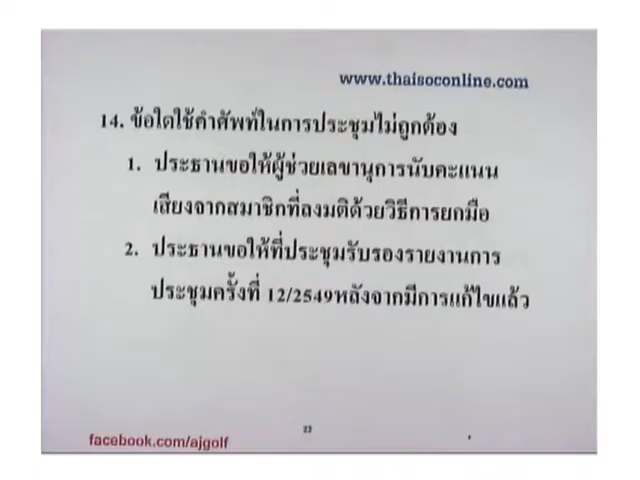 www.thaisoconline.com
14. ข้อใดใช้คำศัพท์ในการประชุมไม่ถูกต้อง
1. ประธานขอให้ผู้ช่วยเลขานุการนับคะแนน
เสียงจากสมาชิกที่ลงมติด้วยวิธีการยกมือ
2. ประธานขอให้ที่ประชุมรับรองรายงานการ
ประชุมครั้งที่ 12/2549หลังจากมีการแก้ไขแล้ว
22
facebook.com/ajgolf